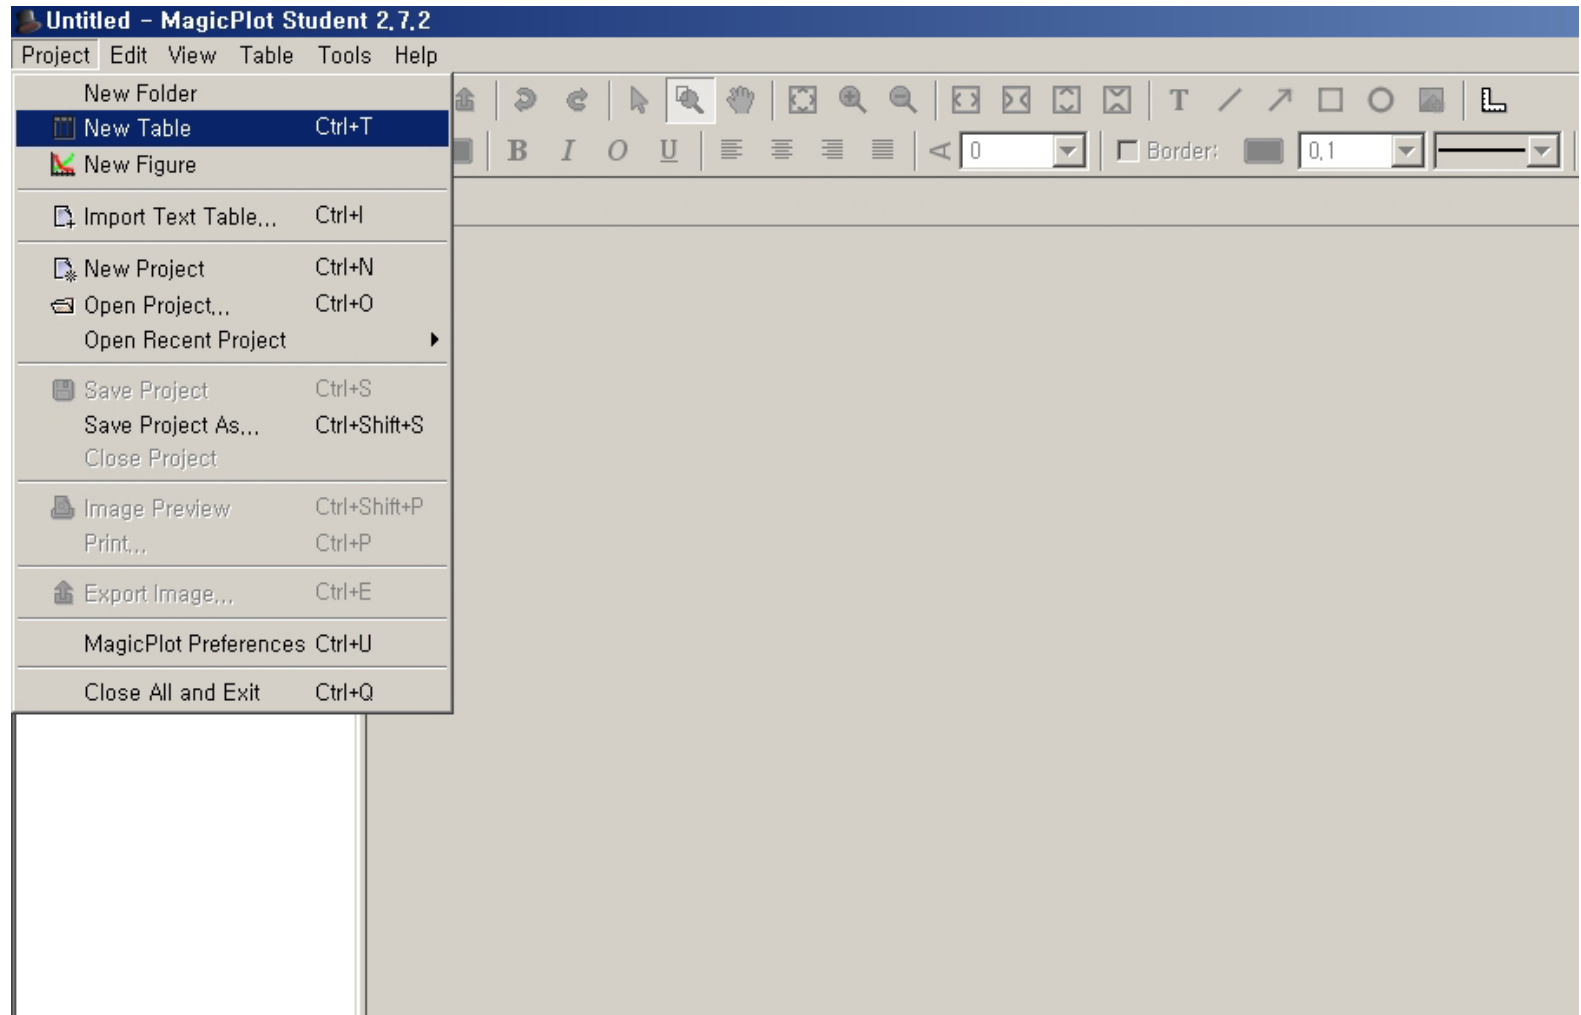 Untitled - MagicPlot Student 2,7,2
Project Edit View Table Tools Help
New Folder
New Table Ctrl+T
New Figure
Import Text Table,,, Ctrl+I
New Project Ctrl+N
Open Project,,, Ctrl+O
Open Recent Project
Save Project Ctrl+S
Save Project As,,, Ctrl+Shift+S
Close Project
Image Preview Ctrl+Shift+P
Print,,, Ctrl+P
Export Image,,, Ctrl+E
MagicPlot Preferences Ctrl+U
Close All and Exit Ctrl+Q
T
B I O U 0 Border: 0,1